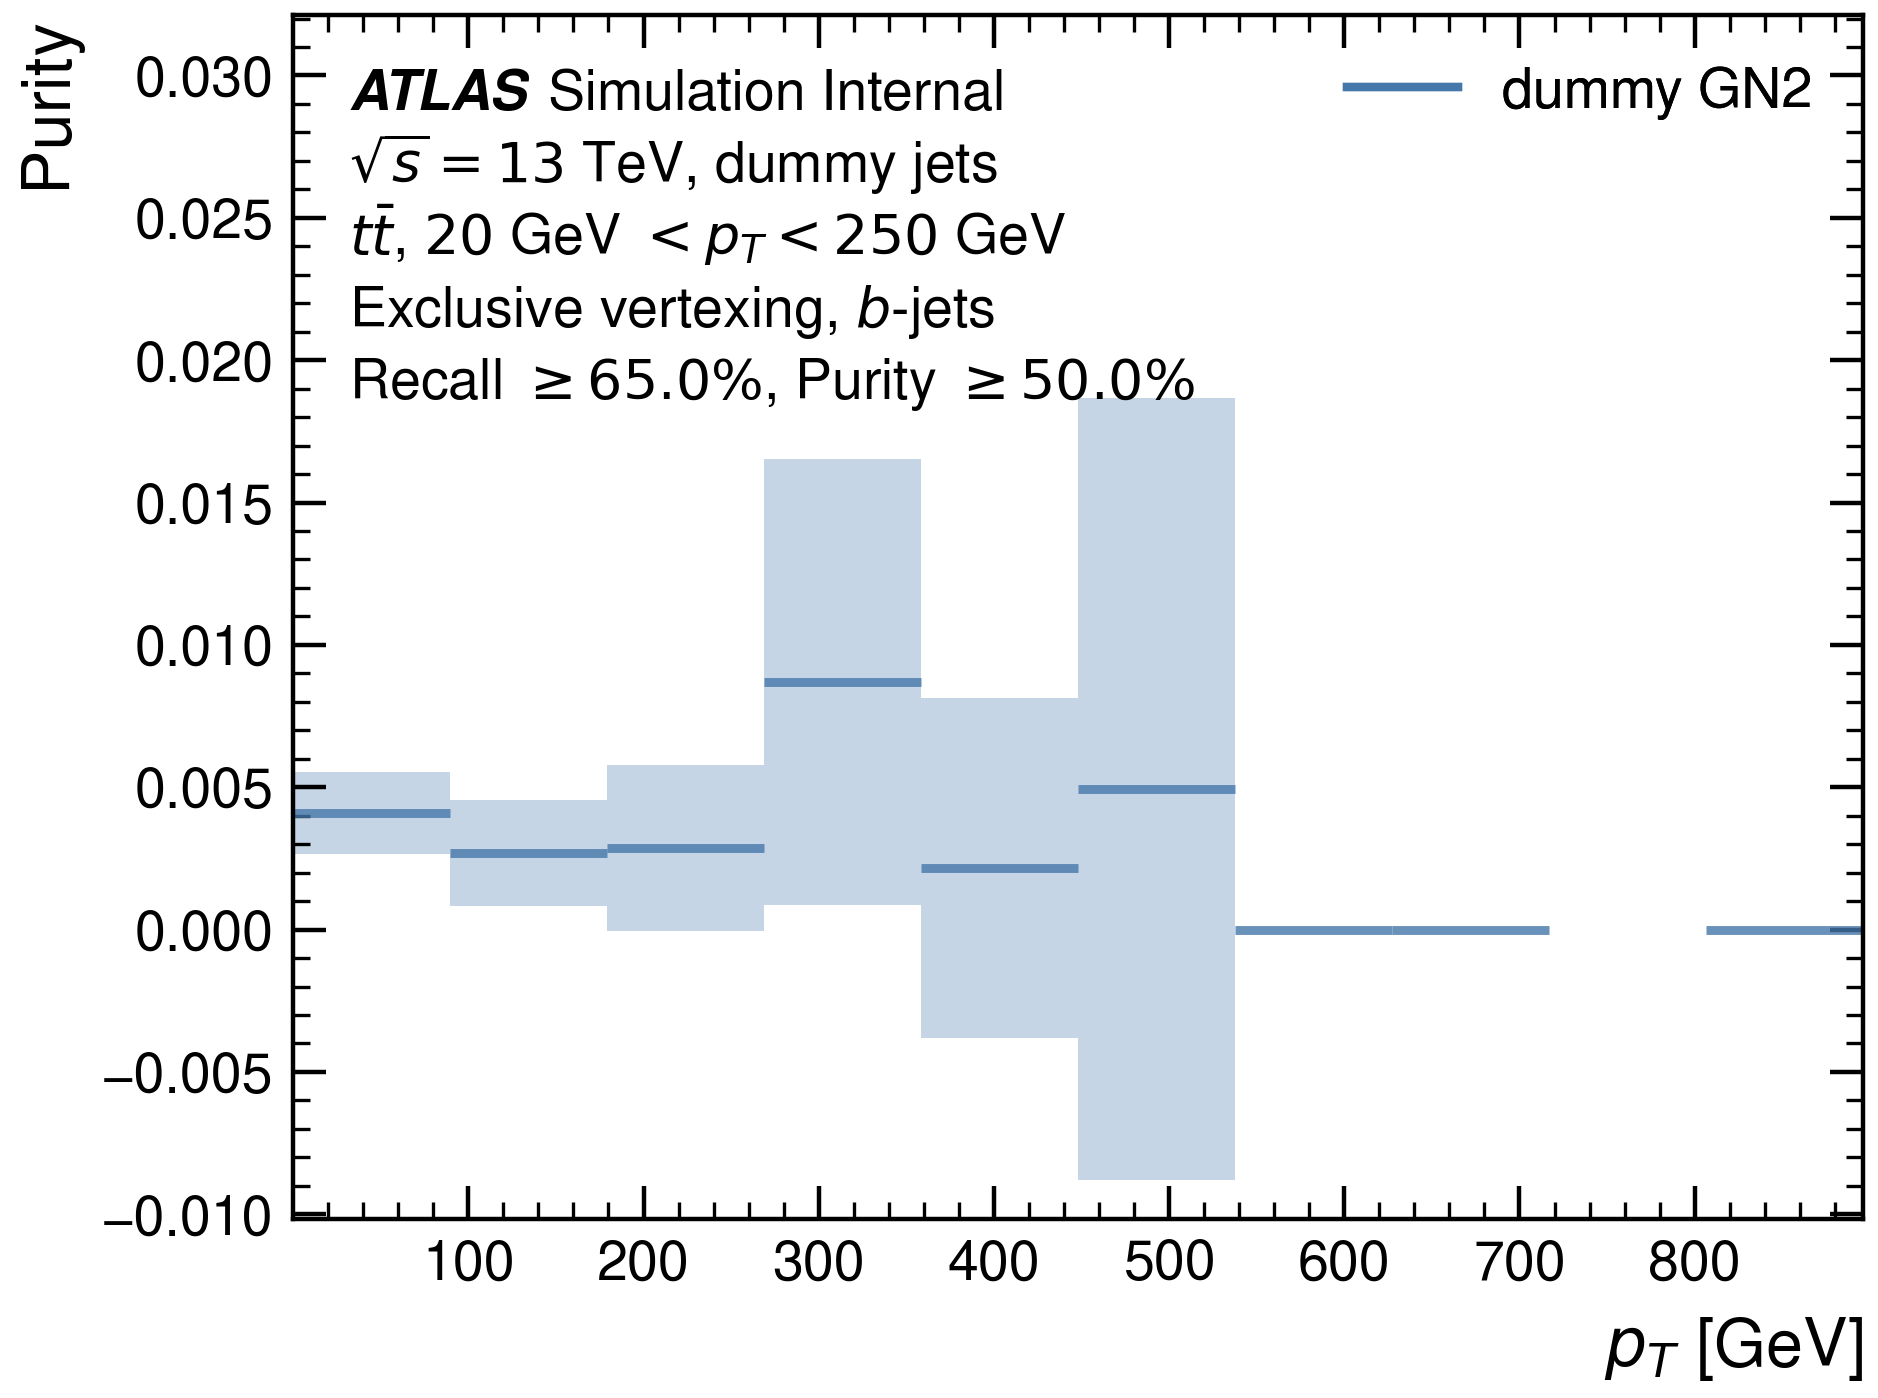 Purity
0.030
0.025
0.020
0.015
0.010
0.005
0.000
−0.005
−0.010
ATLAS Simulation Internal
√s = 13 TeV, dummy jets
tt̄, 20 GeV < p_T < 250 GeV
Exclusive vertexing, b-jets
Recall ≥ 65.0%, Purity ≥ 50.0%
dummy GN2
100 200 300 400 500 600 700 800
p_T [GeV]